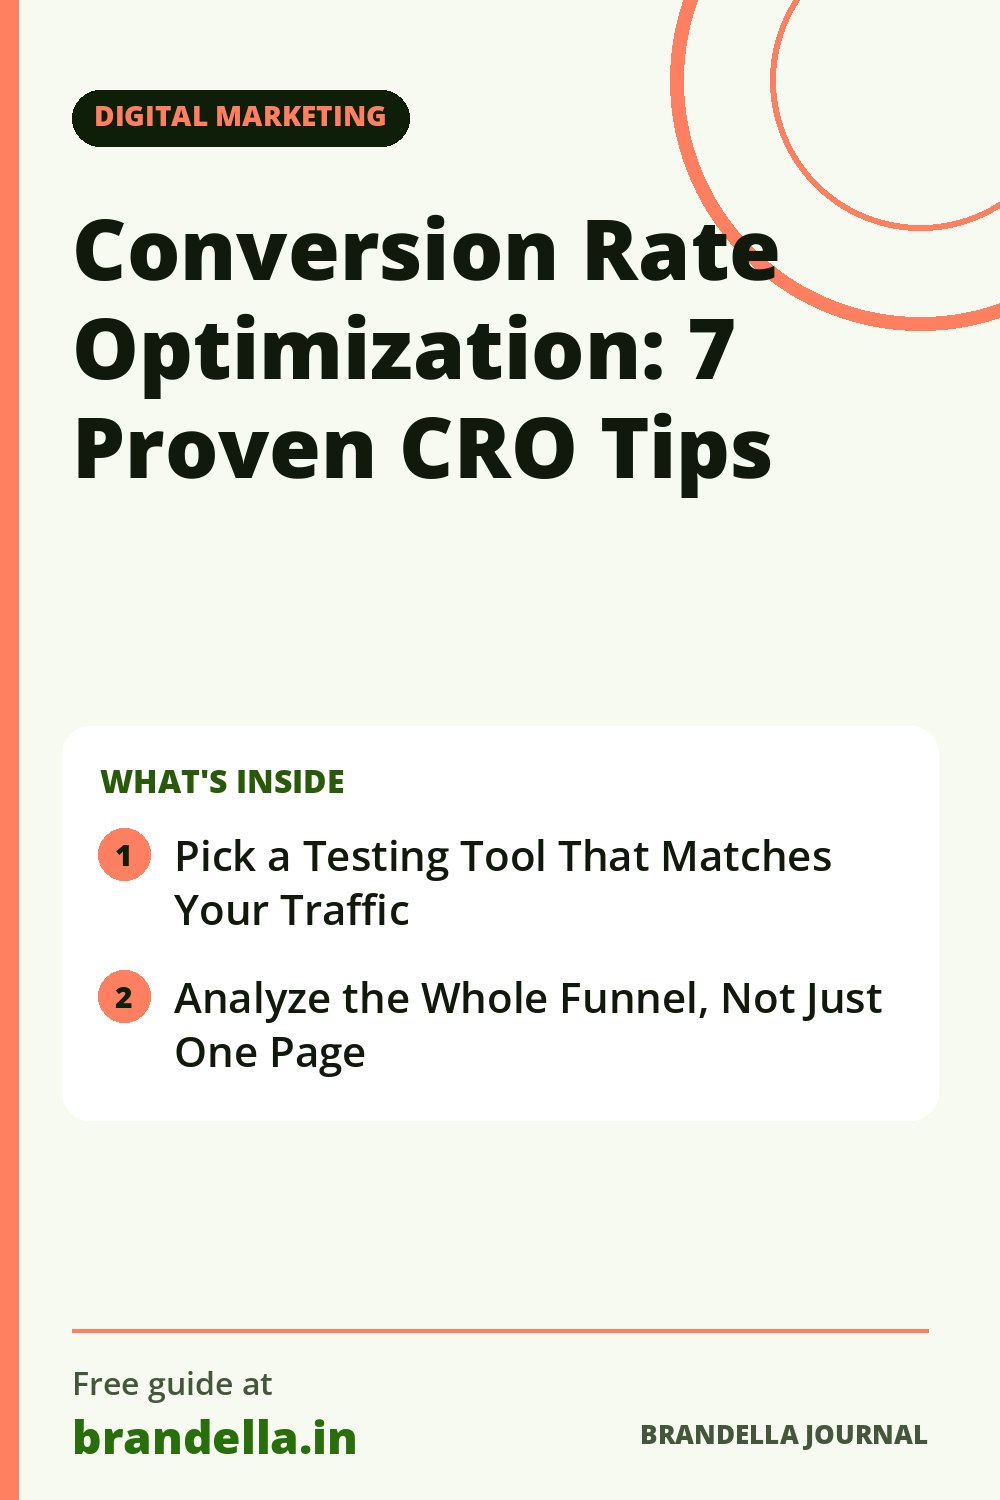 DIGITAL MARKETING
Conversion Rate
Optimization: 7
Proven CRO Tips
WHAT'S INSIDE
1 Pick a Testing Tool That Matches
Your Traffic
2 Analyze the Whole Funnel, Not Just
One Page
Free guide at
brandella.in
BRANDELLA JOURNAL